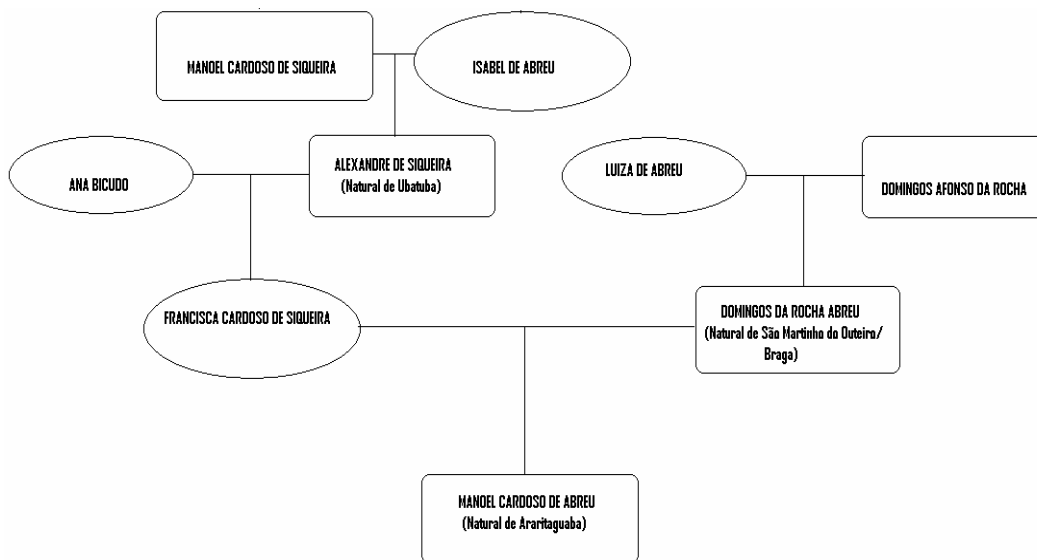 MANOEL CARDOSO DE SIQUEIRA
ISABEL DE ABREU
ANA BICUDO
ALEXANDRE DE SIQUEIRA
(Natural de Ubatuba)
LUIZA DE ABREU
DOMINGOS AFONSO DA ROCHA
FRANCISCA CARDOSO DE SIQUEIRA
DOMINGOS DA ROCHA ABREU
(Natural de São Martinho do Outeiro/
Braga)
MANOEL CARDOSO DE ABREU
(Natural de Araritaguaba)